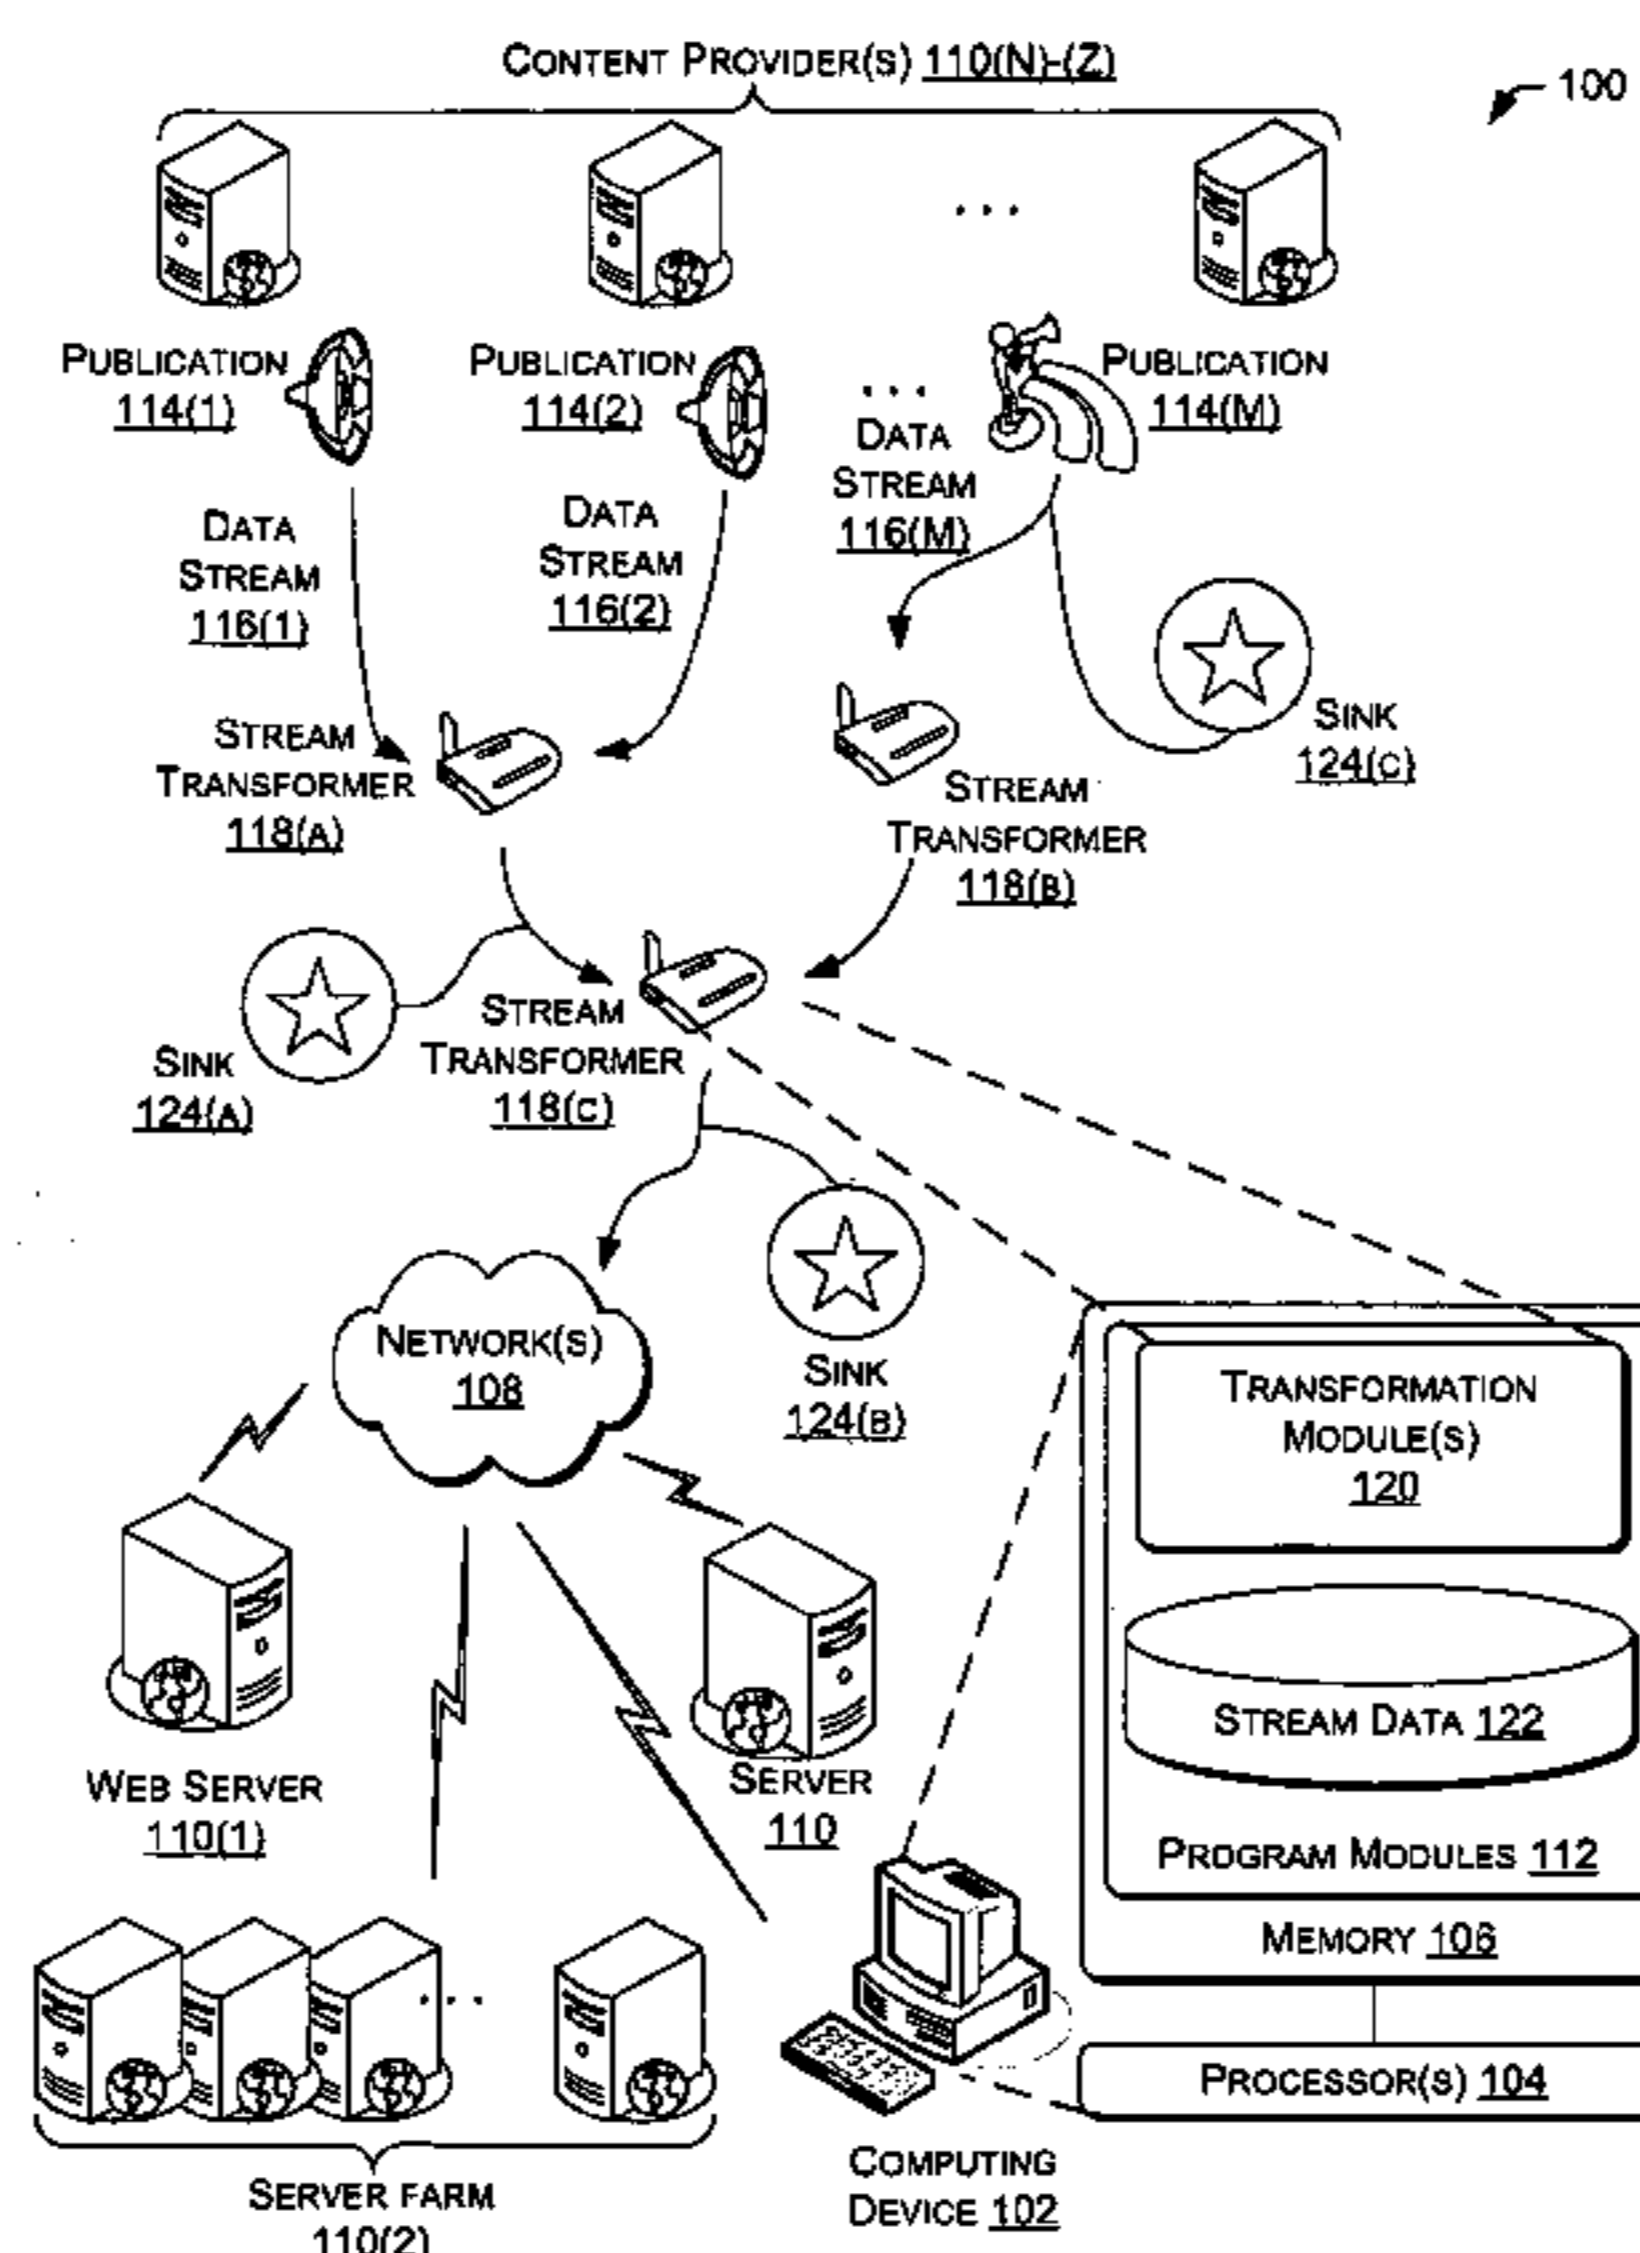 CONTENT PROVIDER(S) 110(N)-(Z)
100
PUBLICATION
114(1)
PUBLICATION
114(2)
...
PUBLICATION
114(M)
DATA
STREAM
116(1)
DATA
STREAM
116(2)
DATA
STREAM
116(M)
STREAM
TRANSFORMER
118(A)
STREAM
TRANSFORMER
118(B)
SINK
124(C)
SINK
124(A)
STREAM
TRANSFORMER
118(C)
NETWORK(S)
108
SINK
124(B)
TRANSFORMATION
MODULE(S)
120
STREAM DATA 122
PROGRAM MODULES 112
MEMORY 106
PROCESSOR(S) 104
WEB SERVER
110(1)
SERVER
110
SERVER FARM
110(2)
COMPUTING
DEVICE 102